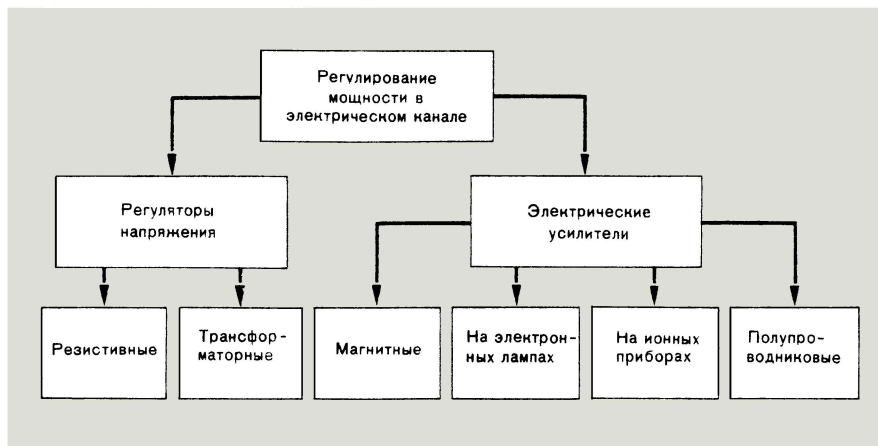 Регулирование
мощности в
электрическом канале
Регуляторы
напряжения
Электрические
усилители
Резистивные
Трансфор-
маторные
Магнитные
На электрон-
ных лампах
На ионных
приборах
Полупро-
водниковые